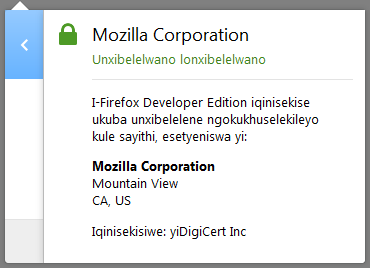 Mozilla Corporation
Unxibelelwano lonxibelelwano
I-Firefox Developer Edition iqinisekise
ukuba unxibelelene ngokukhuselekileyo
kule sayithi, esetyeniswa yi:
Mozilla Corporation
Mountain View
CA, US
Iqinisekisiwe: yiDigiCert Inc